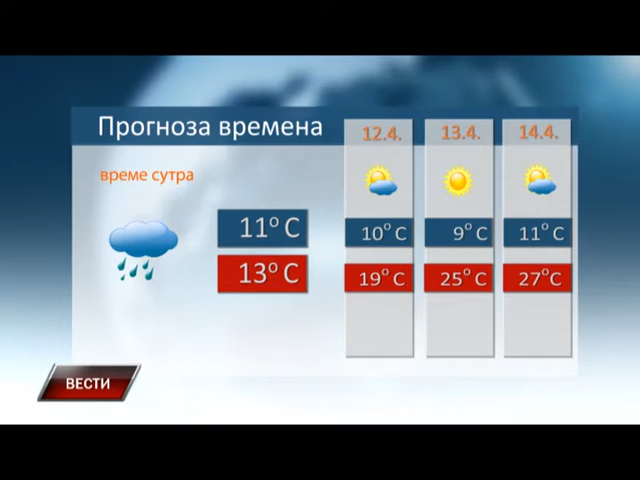 Прогноза времена
време сутра
11° C
13° C
12.4.
10° C
19° C
13.4.
9° C
25° C
14.4.
11° C
27°C
ВЕСТИ